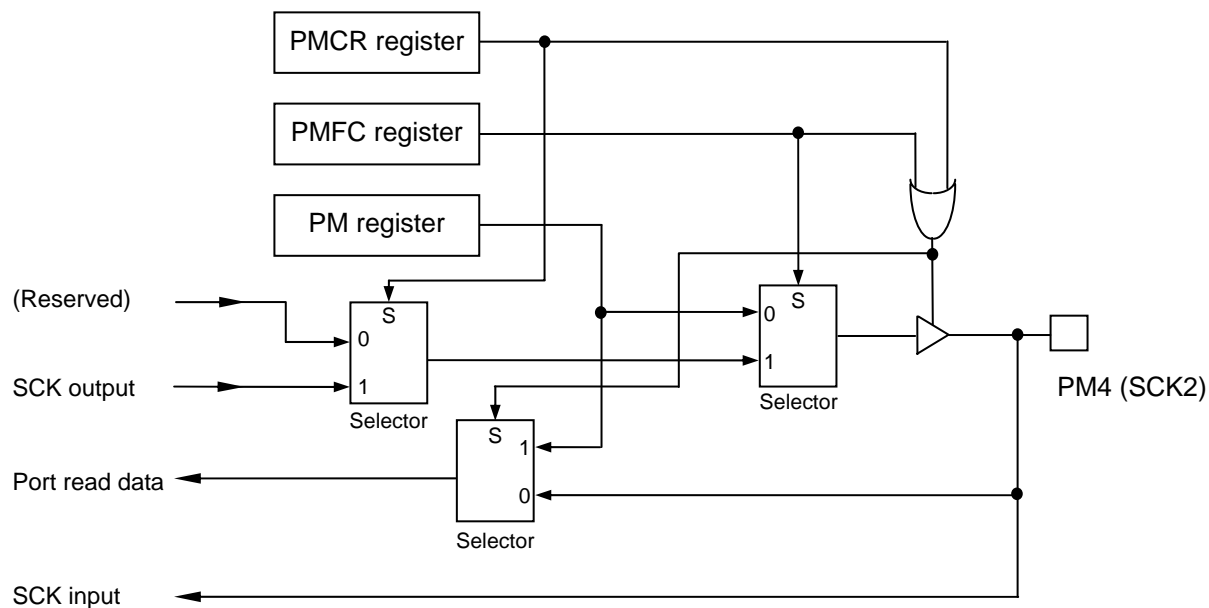 PMCR register
PMFC register
PM register
(Reserved)
S
0
SCK output
1
Selector
S
0
1
Selector
PM4 (SCK2)
S
1
Port read data
0
Selector
SCK input